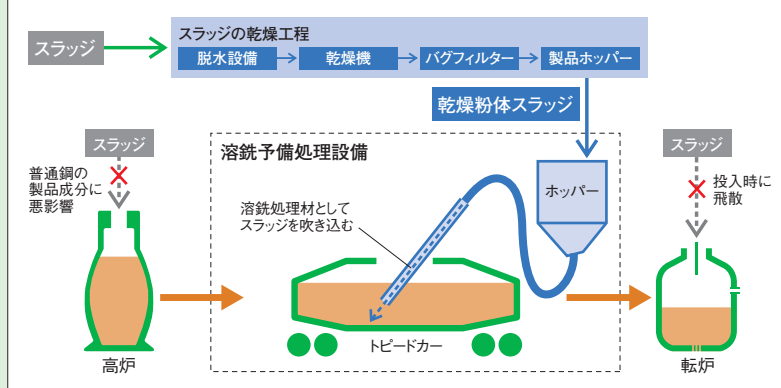 スラッジ
スラッジの乾燥工程
脱水設備
乾燥機
バグフィルター
製品ホッパー
乾燥粉体スラッジ
スラッジ
普通鋼の
製品成分に
悪影響
溶銑予備処理設備
溶銑処理材として
スラッジを吹き込む
ホッパー
スラッジ
投入時に
飛散
高炉
トピードカー
転炉